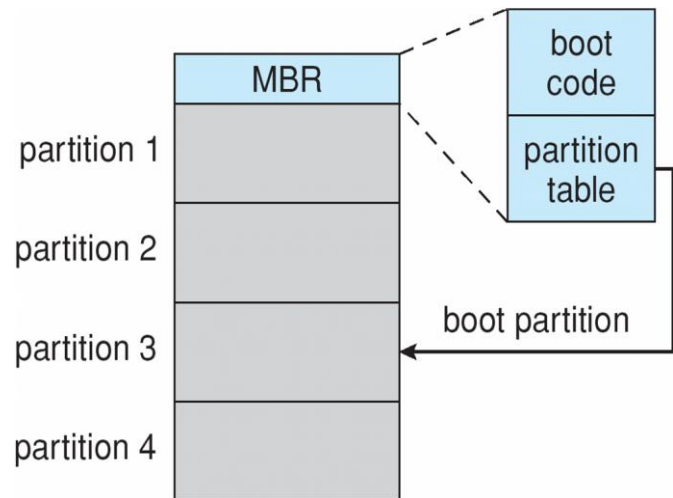 MBR
boot
code
partition
table
partition 1
partition 2
boot partition
partition 3
partition 4